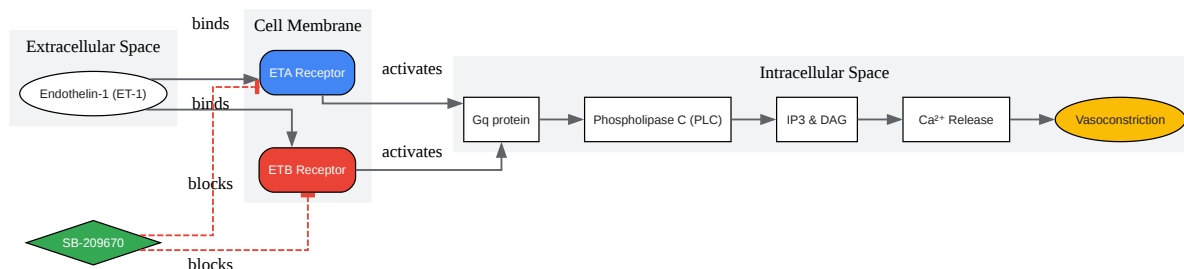 binds
Cell Membrane
Extracellular Space
ETA Receptor
activates
Intracellular Space
Endothelin-1 (ET-1)
binds
Gq protein
Phospholipase C (PLC)
IP3 & DAG
Ca²⁺ Release
Vasoconstriction
activates
ETB Receptor
blocks
SB-209670
blocks